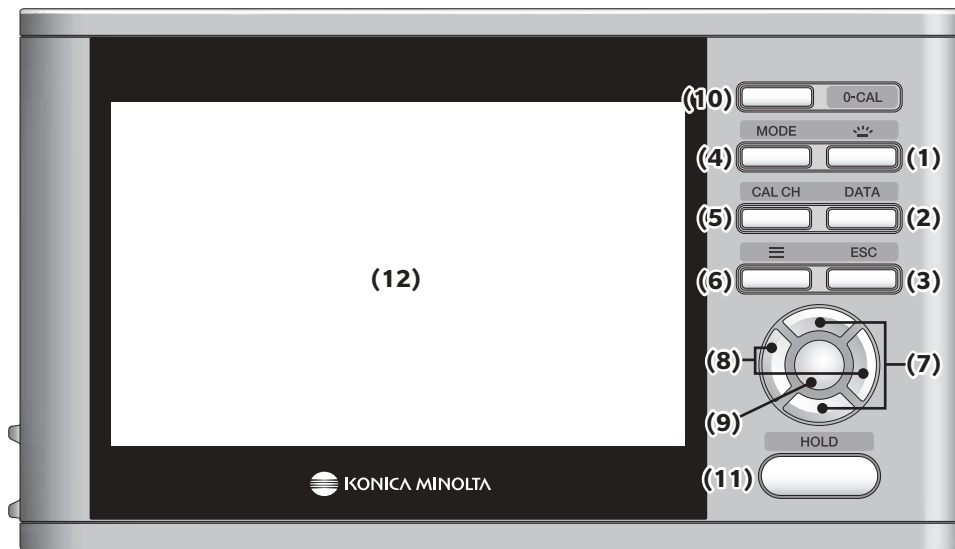 (10) 0-CAL
MODE
(4) (1)
CAL CH DATA
(5) (2)
ESC
(6) (3)
(12)
(8) (7)
(9)
HOLD
(11)
KONICA MINOLTA